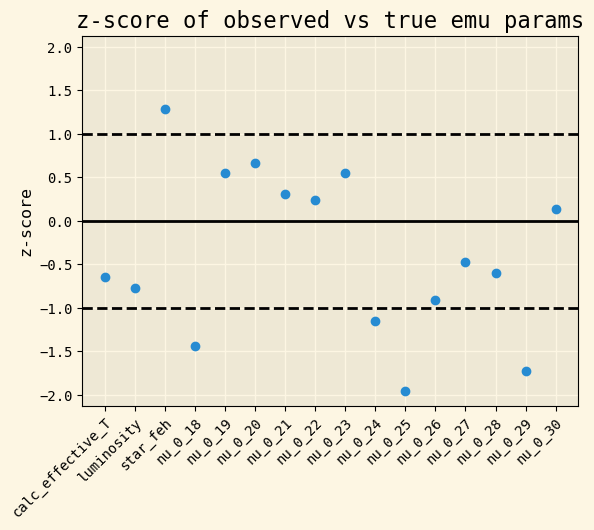 z-score of observed vs true emu params
z-score
2.0
1.5
1.0
0.5
0.0
−0.5
−1.0
−1.5
−2.0
calc_effective_T
luminosity
star_feh
nu_0_18
nu_0_19
nu_0_20
nu_0_21
nu_0_22
nu_0_23
nu_0_24
nu_0_25
nu_0_26
nu_0_27
nu_0_28
nu_0_29
nu_0_30